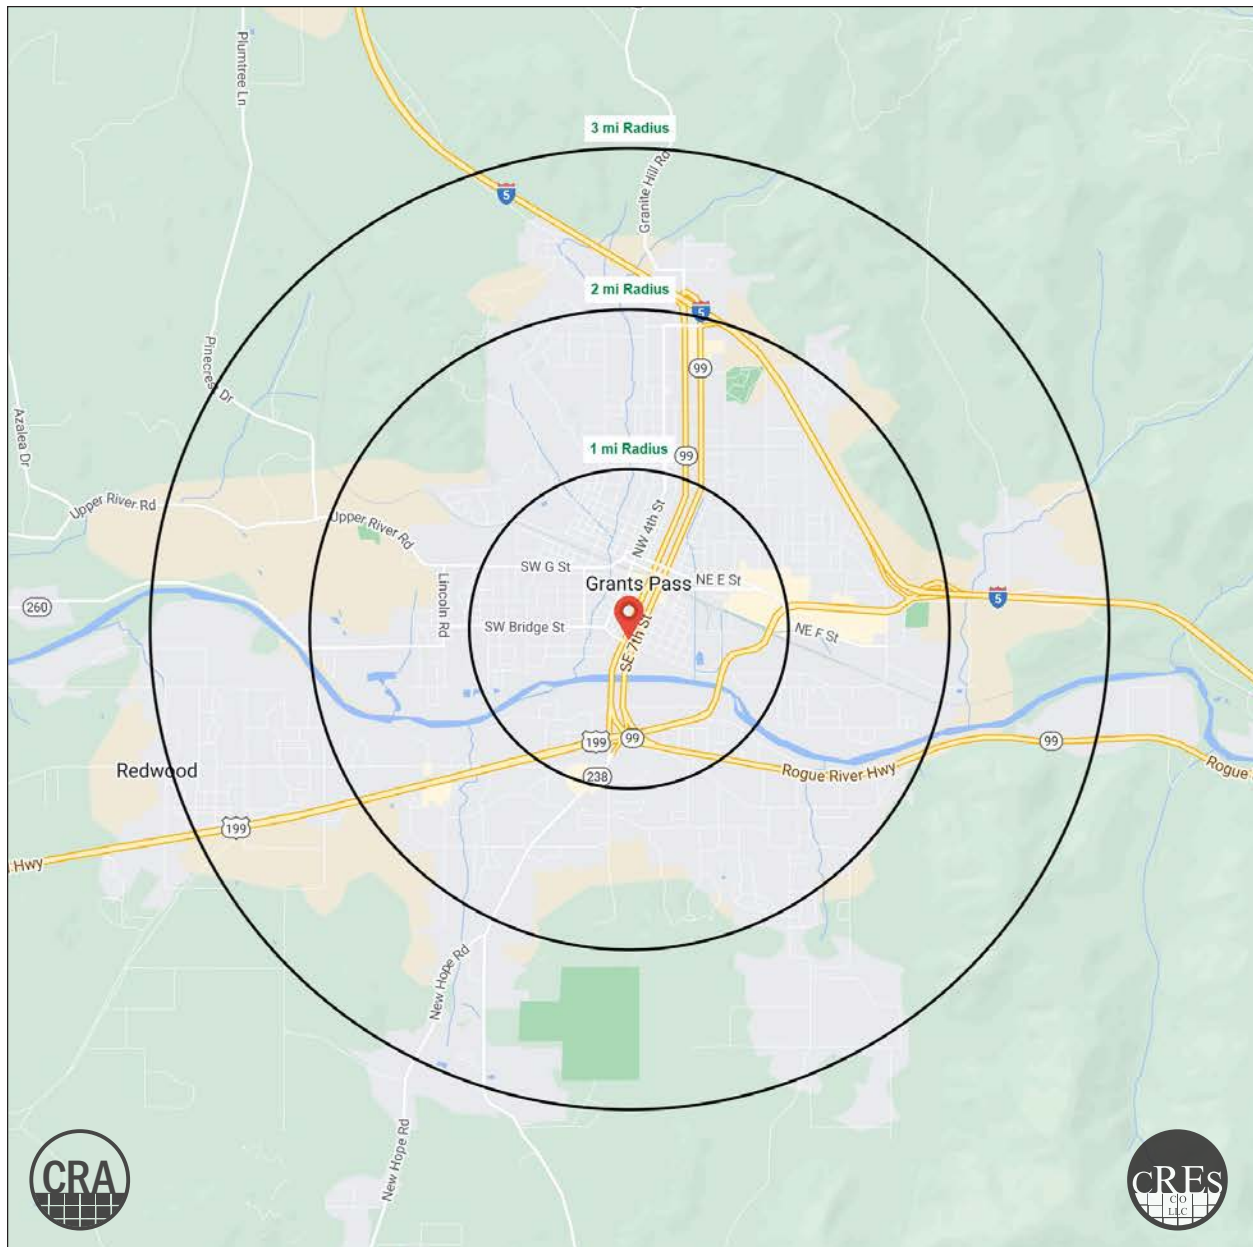 Plumtree Ln
3 mi Radius
Granite Hill Rd
5
2 mi Radius
5
Pinecrest Dr
99
Azalea Dr
1 mi Radius
99
Upper River Rd
Upper River Rd
NW 4th St
SW G St
NE E St
Grants Pass
Lincoln Rd
260
5
SW Bridge St
SE 7th St
NE F St
199
99
99
238
Redwood
Rogue River Hwy
Rogue
199
Hwy
New Hope Rd
New Hope Rd
CRA
CRES
CO
LLC